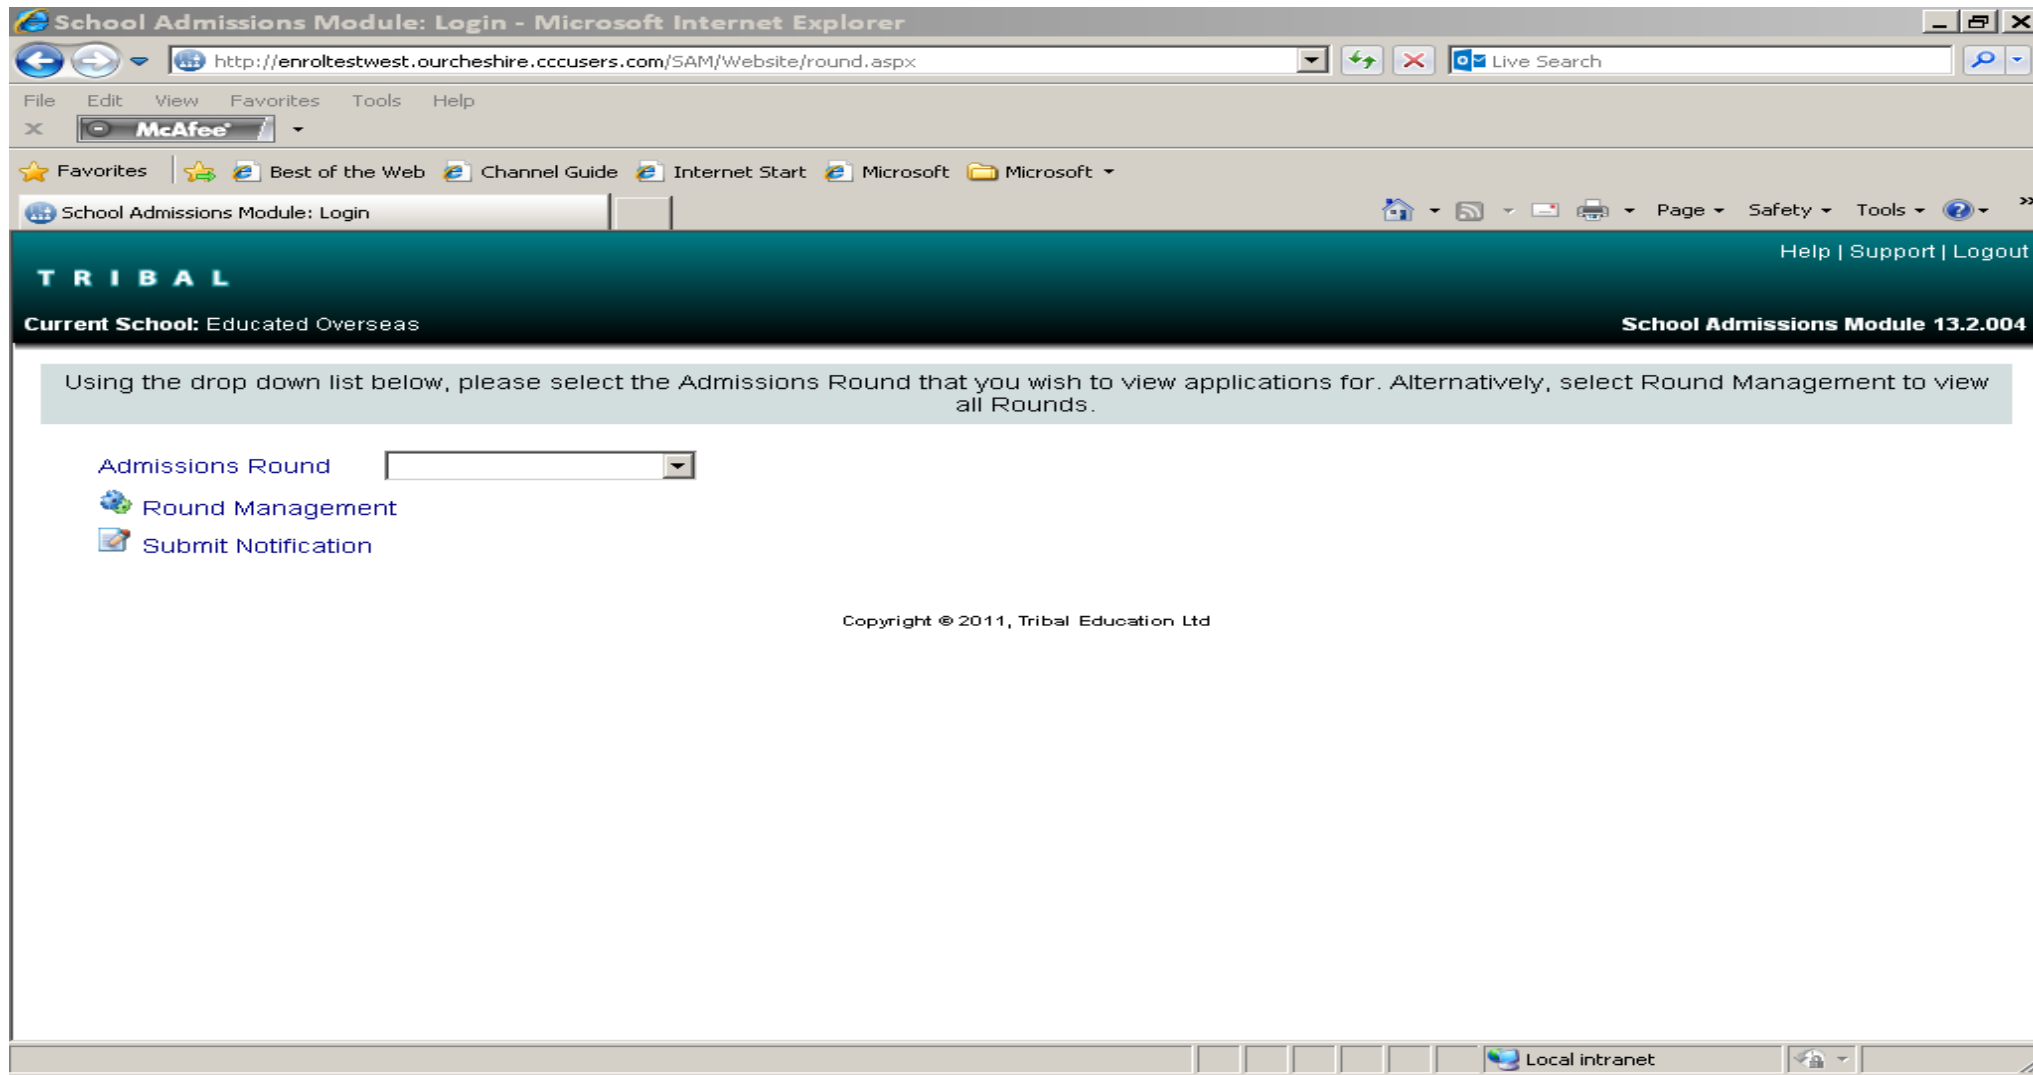 School Admissions Module: Login - Microsoft Internet Explorer
http://enroltestwest.ourcheshire.cccusers.com/SAM/Website/round.aspx
Live Search
File Edit View Favorites Tools Help
x McAfee
Favorites Best of the Web Channel Guide Internet Start Microsoft Microsoft
School Admissions Module: Login Page Safety Tools »
Help | Support | Logout
TRIBAL
Current School: Educated Overseas School Admissions Module 13.2.004
Using the drop down list below, please select the Admissions Round that you wish to view applications for. Alternatively, select Round Management to view
all Rounds.
Admissions Round
Round Management
Submit Notification
Copyright © 2011, Tribal Education Ltd
Local intranet